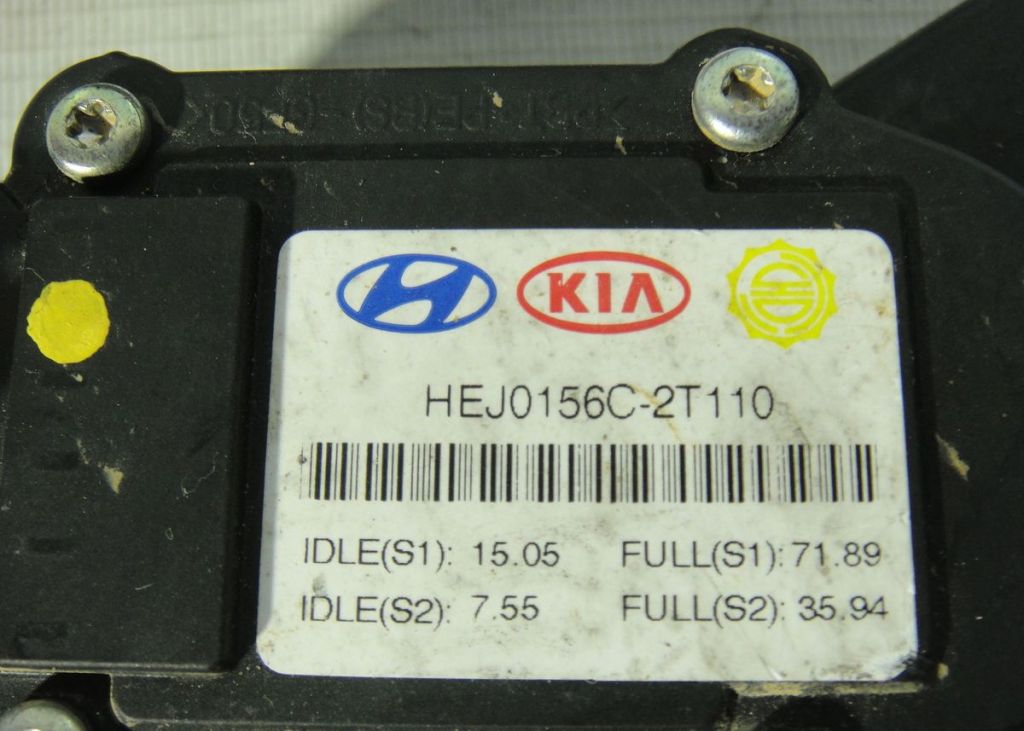 KIA
HEJ0156C-2T110
IDLE(S1): 15.05 FULL(S1): 71.89
IDLE(S2): 7.55 FULL(S2): 35.94